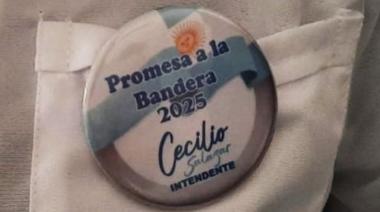 Promesa a la
Bandera
2025
Cecilio
Salazar
INTENDENTE